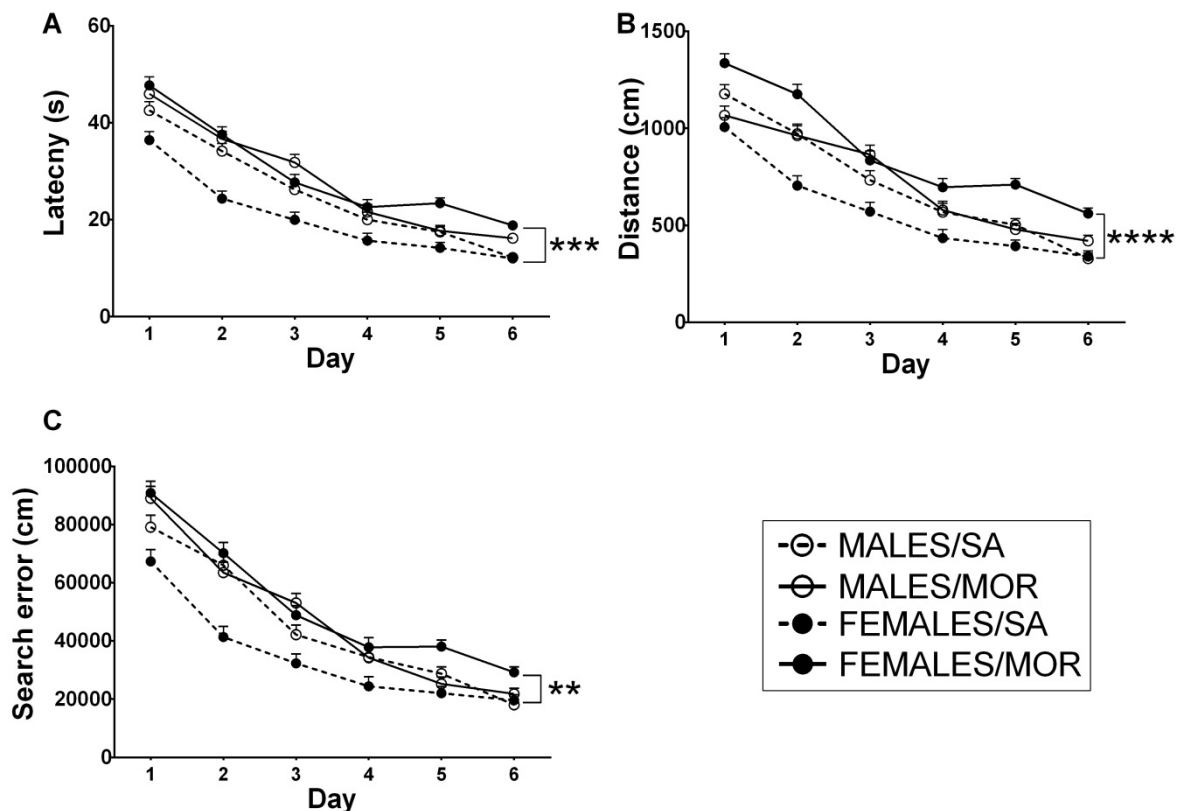 A
60
40
20
0
Latecny (s)
1 2 3 4 5 6
Day
***
B
1500
1000
500
0
Distance (cm)
1 2 3 4 5 6
Day
****
C
100000
80000
60000
40000
20000
0
Search error (cm)
1 2 3 4 5 6
Day
**
MALES/SA
MALES/MOR
FEMALES/SA
FEMALES/MOR